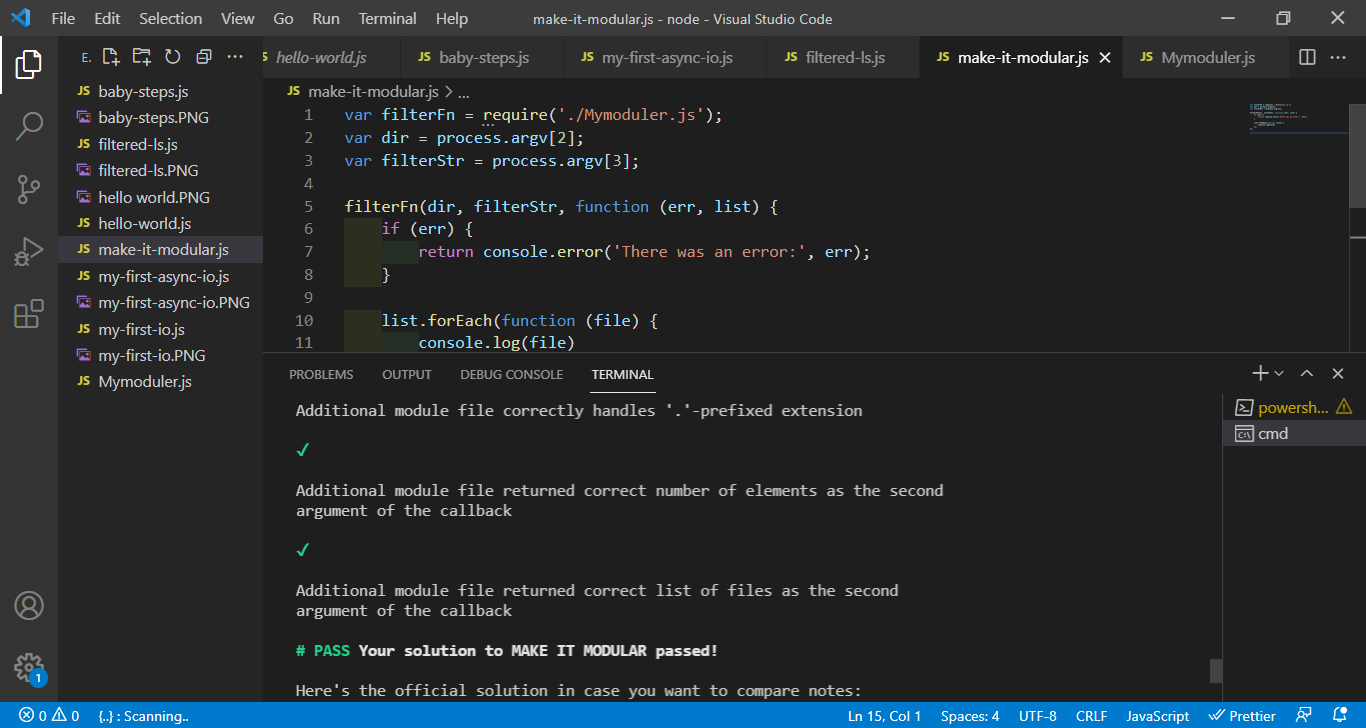 File Edit Selection View Go Run Terminal Help make-it-modular.js - node - Visual Studio Code
E.
JS baby-steps.js
baby-steps.PNG
JS filtered-ls.js
filtered-ls.PNG
hello world.PNG
JS hello-world.js
JS make-it-modular.js
JS my-first-async-io.js
my-first-async-io.PNG
JS my-first-io.js
my-first-io.PNG
JS Mymoduler.js
hello-world.js JS baby-steps.js JS my-first-async-io.js JS filtered-ls.js JS make-it-modular.js JS Mymoduler.js
JS make-it-modular.js > ...
1 var filterFn = require('./Mymoduler.js');
2 var dir = process.argv[2];
3 var filterStr = process.argv[3];
4
5 filterFn(dir, filterStr, function (err, list) {
6 if (err) {
7 return console.error('There was an error:', err);
8 }
9
10 list.forEach(function (file) {
11 console.log(file)
PROBLEMS OUTPUT DEBUG CONSOLE TERMINAL
Additional module file correctly handles '.'-prefixed extension
✓
Additional module file returned correct number of elements as the second
argument of the callback
✓
Additional module file returned correct list of files as the second
argument of the callback
# PASS Your solution to MAKE IT MODULAR passed!
Here's the official solution in case you want to compare notes:
powersh...
cmd
1
0 0 {..} : Scanning.. Ln 15, Col 1 Spaces: 4 UTF-8 CRLF JavaScript Prettier